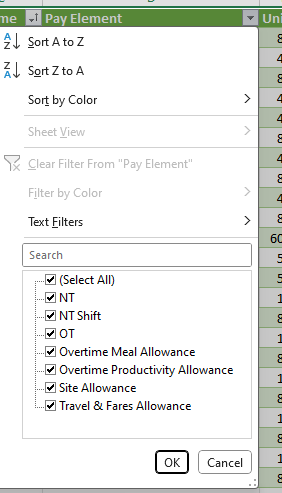 me Pay Element Uni
Sort A to Z
Sort Z to A
Sort by Color
Sheet View
Clear Filter From "Pay Element"
Filter by Color
Text Filters
Search
(Select All)
NT
NT Shift
OT
Overtime Meal Allowance
Overtime Productivity Allowance
Site Allowance
Travel & Fares Allowance
OK Cancel